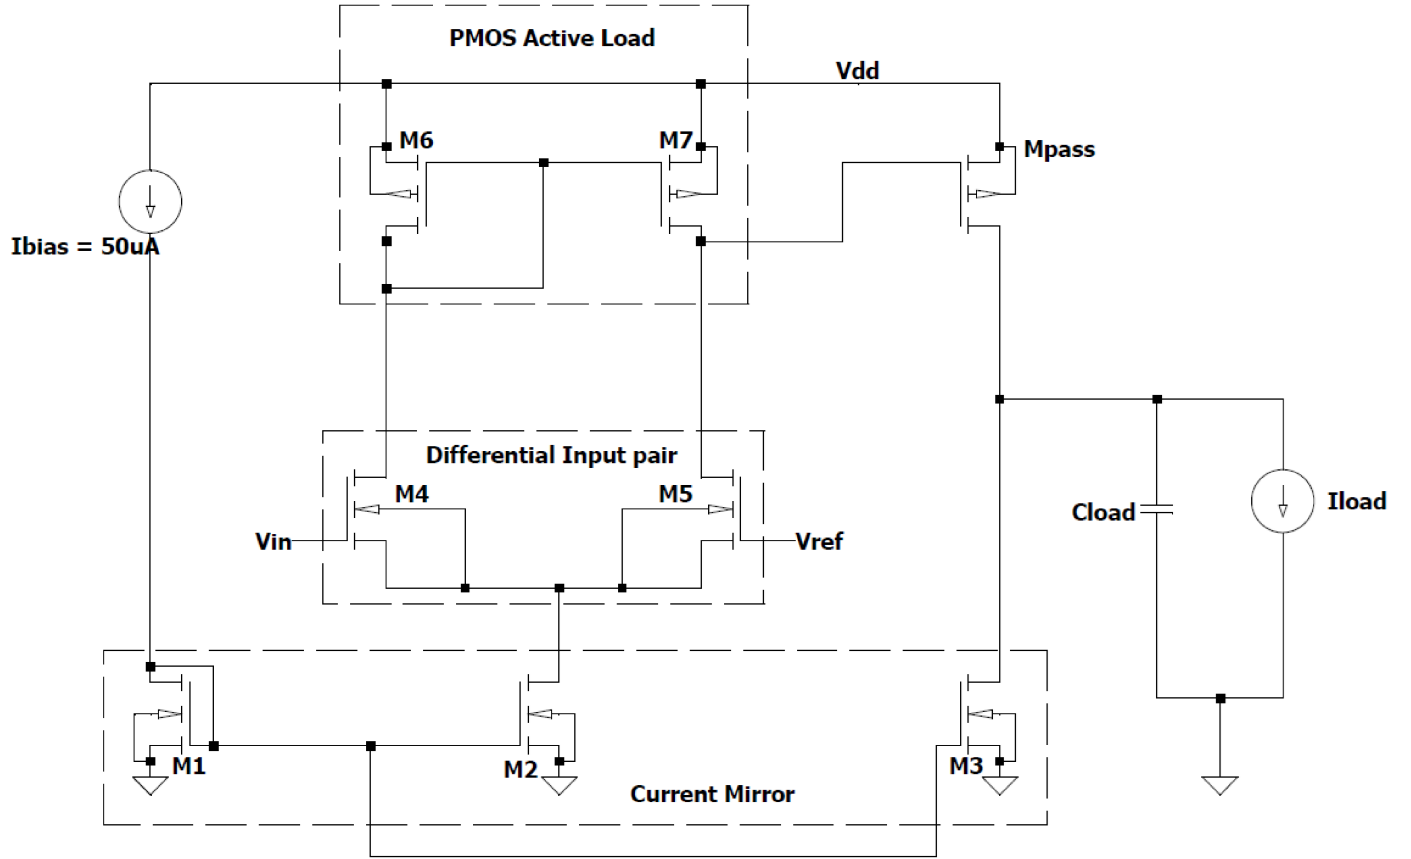 PMOS Active Load
Vdd
M6
M7
Mpass
Ibias = 50uA
Differential Input pair
M4
M5
Cload
Iload
Vin
Vref
M1
M2
M3
Current Mirror